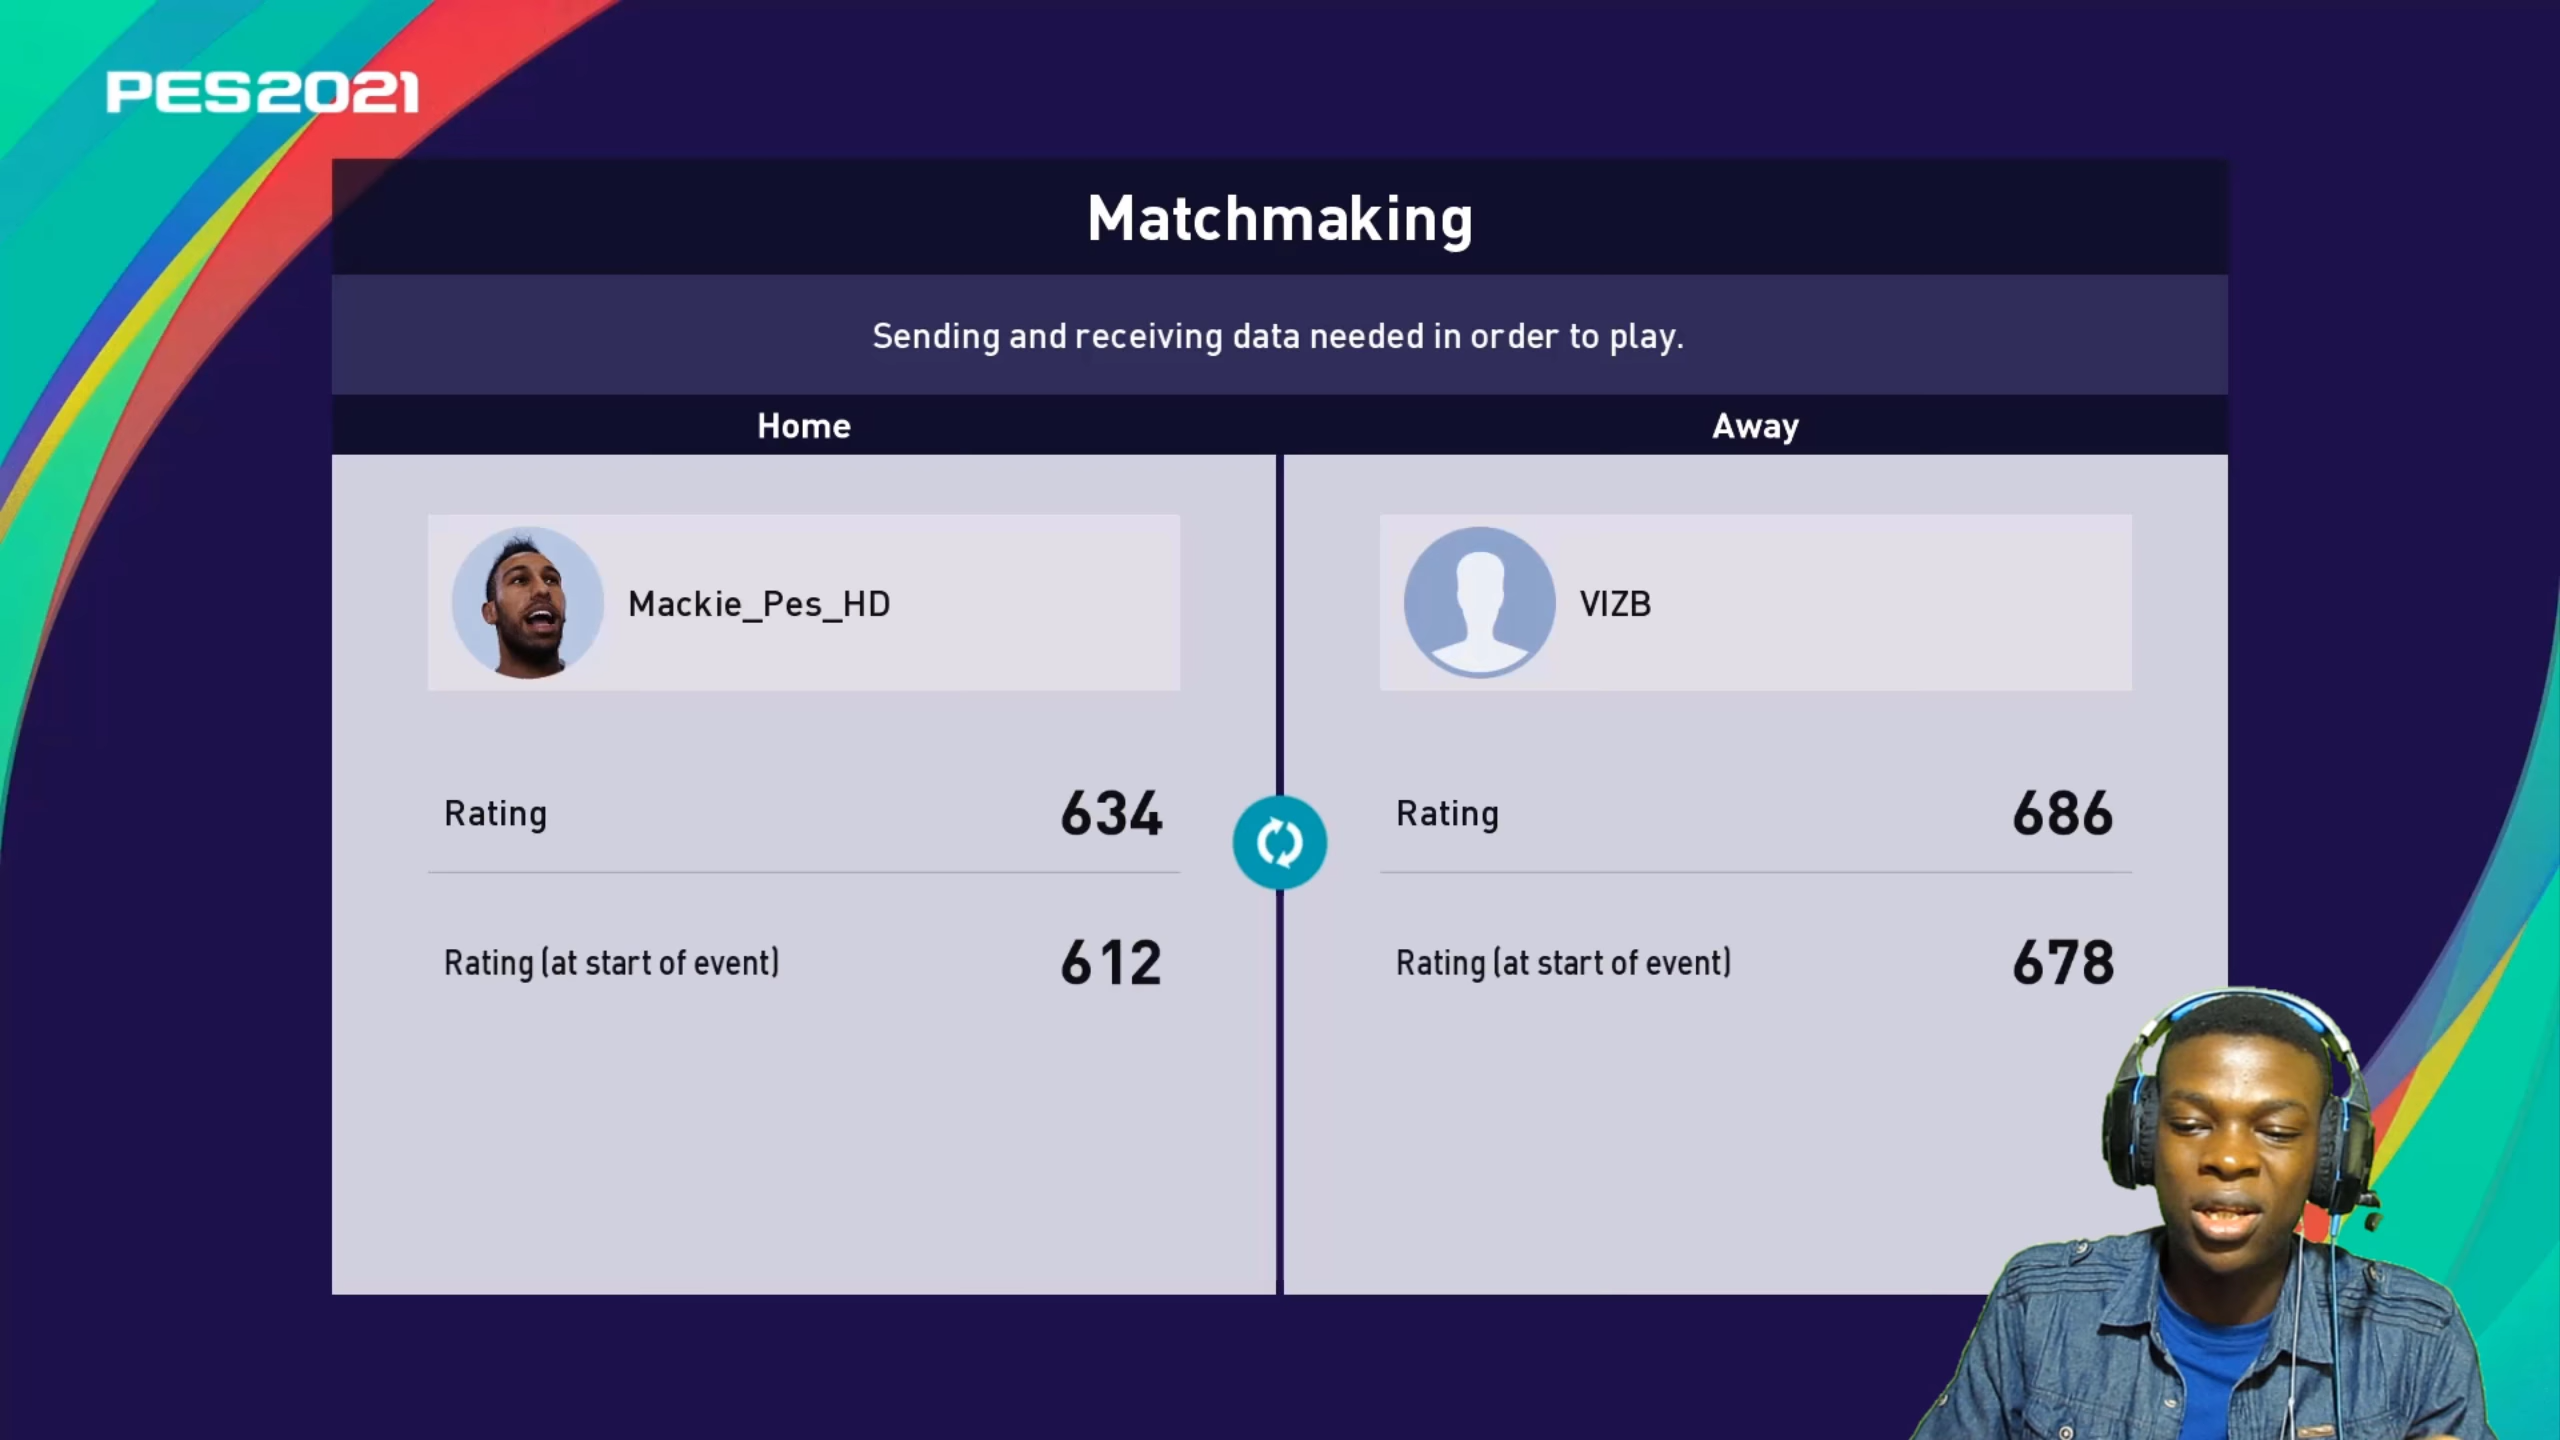 PES2021
Matchmaking
Sending and receiving data needed in order to play.
Home
Away
Mackie_Pes_HD
VIZB
Rating 634
Rating 686
Rating (at start of event) 612
Rating (at start of event) 678